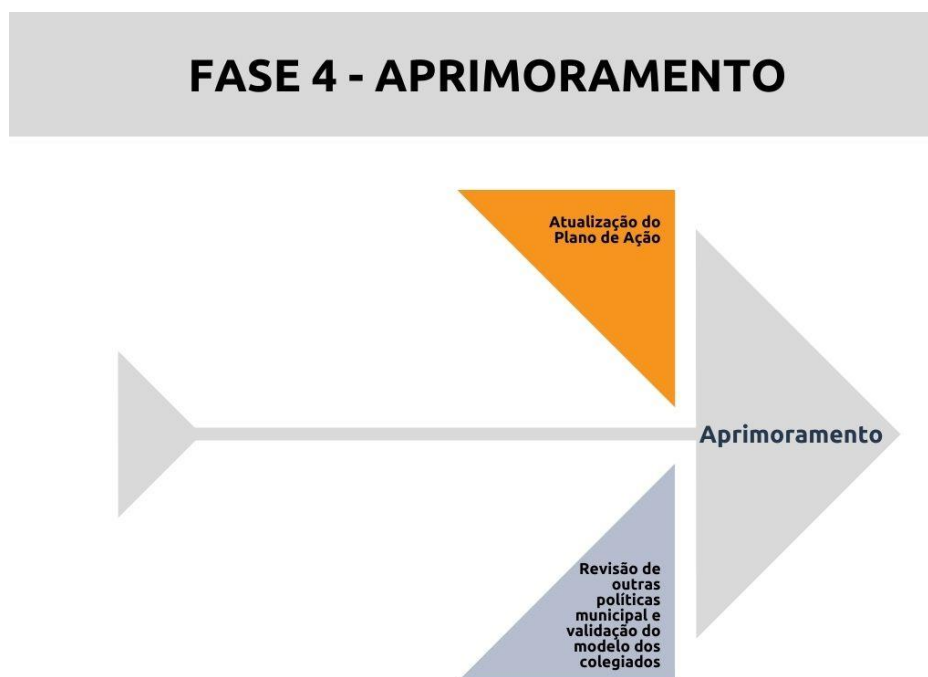 FASE 4 - APRIMORAMENTO
Atualização do
Plano de Ação
Aprimoramento
Revisão de
outras
políticas
municipal e
validação do
modelo dos
colegiados